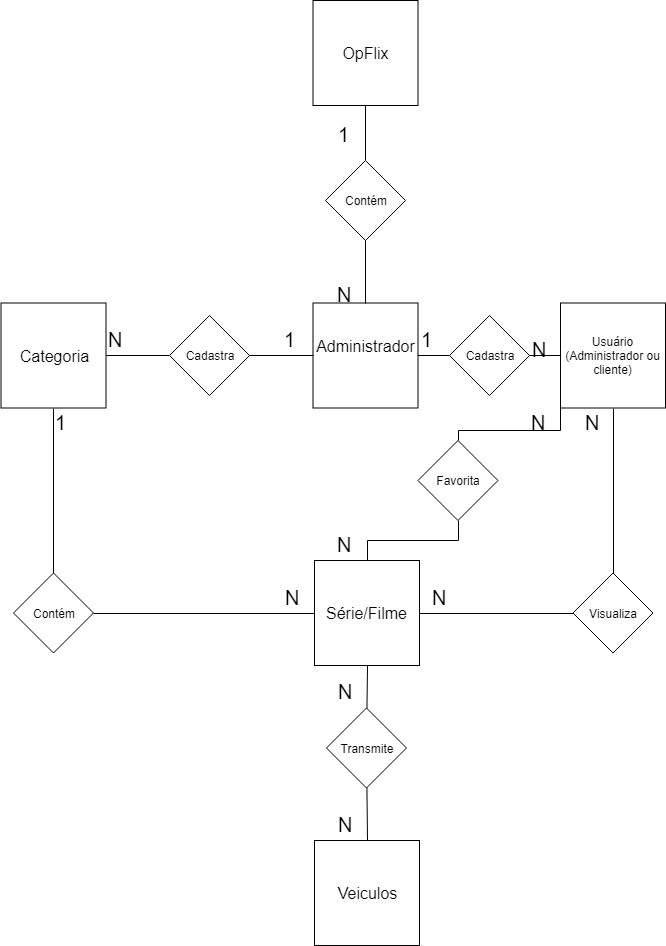 OpFlix
1
Contém
N
Categoria
N
Cadastra
1
Administrador
1
Cadastra
N
Usuário
(Administrador ou
cliente)
1
N
N
Favorita
N
Contém
N
Série/Filme
N
Visualiza
N
Transmite
N
Veiculos